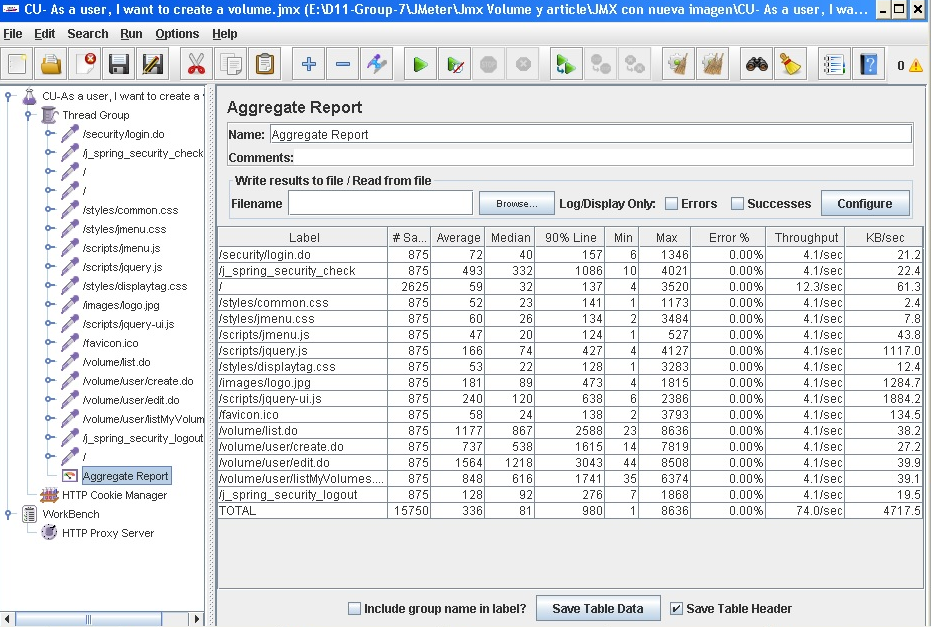 CU- As a user, I want to create a volume.jmx (E:\D11-Group-7\JMeter\Jmx Volume y article\JMX con nueva imagen\CU- As a user, I wa...
File Edit Search Run Options Help
0
CU-As a user, I want to create a
Thread Group
/security/login.do
/j_spring_security_check
/
/
/styles/common.css
/styles/jmenu.css
/scripts/jmenu.js
/scripts/jquery.js
/styles/displaytag.css
/images/logo.jpg
/scripts/jquery-ui.js
/favicon.ico
/volume/list.do
/volume/user/create.do
/volume/user/edit.do
/volume/user/listMyVolum
/j_spring_security_logout
/
Aggregate Report
HTTP Cookie Manager
WorkBench
HTTP Proxy Server
Aggregate Report
Name: Aggregate Report
Comments:
Write results to file / Read from file
Filename Browse... Log/Display Only: Errors Successes Configure
Label # Sa... Average Median 90% Line Min Max Error % Throughput KB/sec
/security/login.do 875 72 40 157 6 1346 0.00% 4.1/sec 21.2
/j_spring_security_check 875 493 332 1086 10 4021 0.00% 4.1/sec 22.4
/ 2625 59 32 137 4 3520 0.00% 12.3/sec 61.3
/styles/common.css 875 52 23 141 1 1173 0.00% 4.1/sec 2.4
/styles/jmenu.css 875 60 26 134 2 3484 0.00% 4.1/sec 7.8
/scripts/jmenu.js 875 47 20 124 1 527 0.00% 4.1/sec 43.8
/scripts/jquery.js 875 166 74 427 4 4127 0.00% 4.1/sec 1117.0
/styles/displaytag.css 875 53 22 128 1 3283 0.00% 4.1/sec 12.4
/images/logo.jpg 875 181 89 473 4 1815 0.00% 4.1/sec 1284.7
/scripts/jquery-ui.js 875 240 120 638 6 2386 0.00% 4.1/sec 1884.2
/favicon.ico 875 58 24 138 2 3793 0.00% 4.1/sec 134.5
/volume/list.do 875 1177 867 2588 23 8636 0.00% 4.1/sec 38.2
/volume/user/create.do 875 737 538 1615 14 7819 0.00% 4.1/sec 27.2
/volume/user/edit.do 875 1564 1218 3043 44 8508 0.00% 4.1/sec 39.9
/volume/user/listMyVolumes.... 875 848 616 1741 35 6374 0.00% 4.1/sec 39.1
/j_spring_security_logout 875 128 92 276 7 1868 0.00% 4.1/sec 19.5
TOTAL 15750 336 81 980 1 8636 0.00% 74.0/sec 4717.5
Include group name in label? Save Table Data Save Table Header